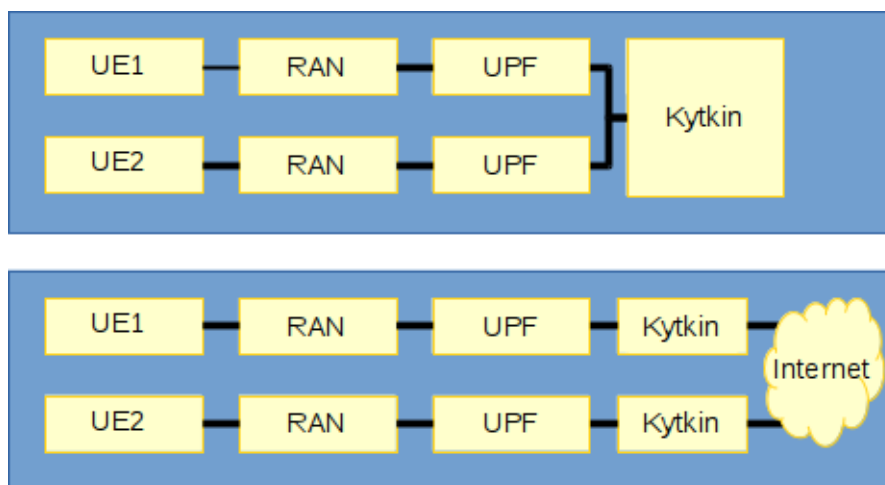 UE1 RAN UPF
Kytkin
UE2 RAN UPF
UE1 RAN UPF Kytkin
Internet
UE2 RAN UPF Kytkin